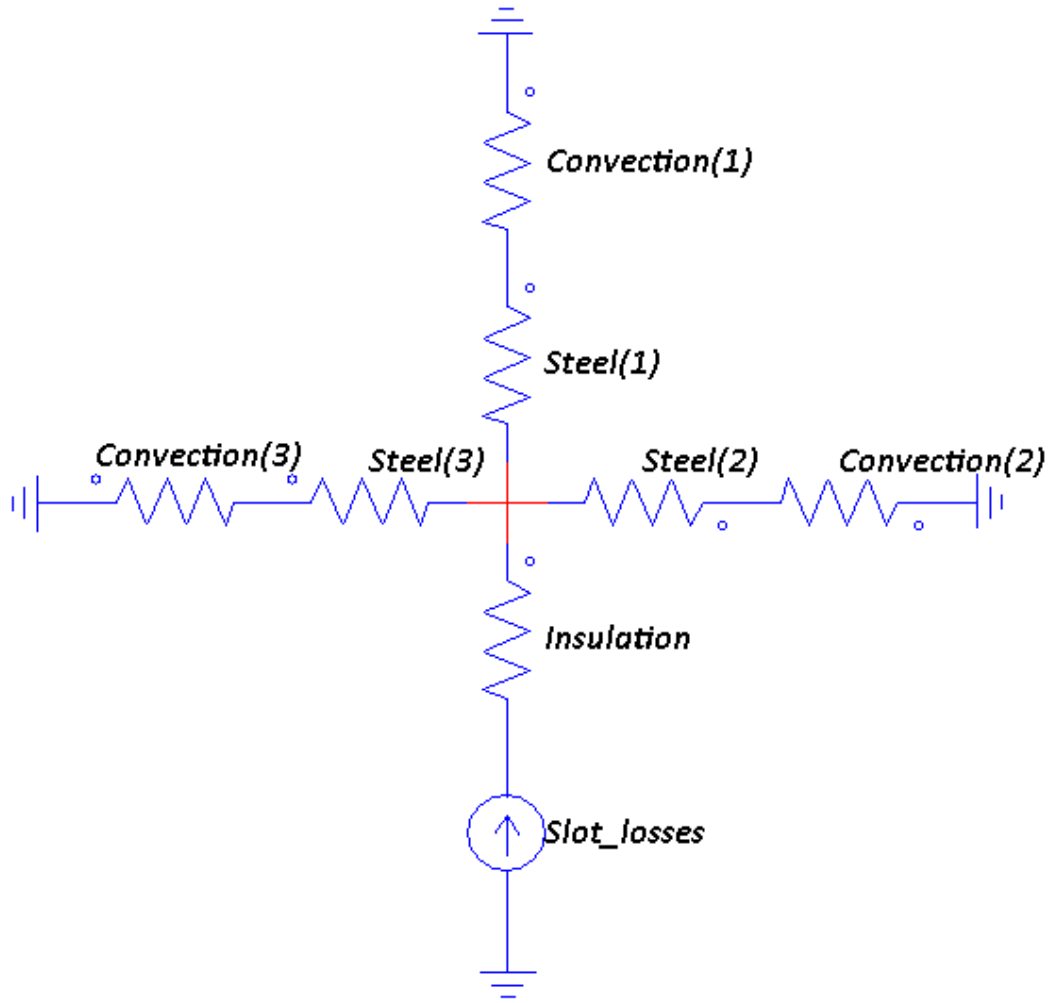 Convection(1)
Steel(1)
Convection(3)
Steel(3)
Steel(2)
Convection(2)
Insulation
Slot_losses